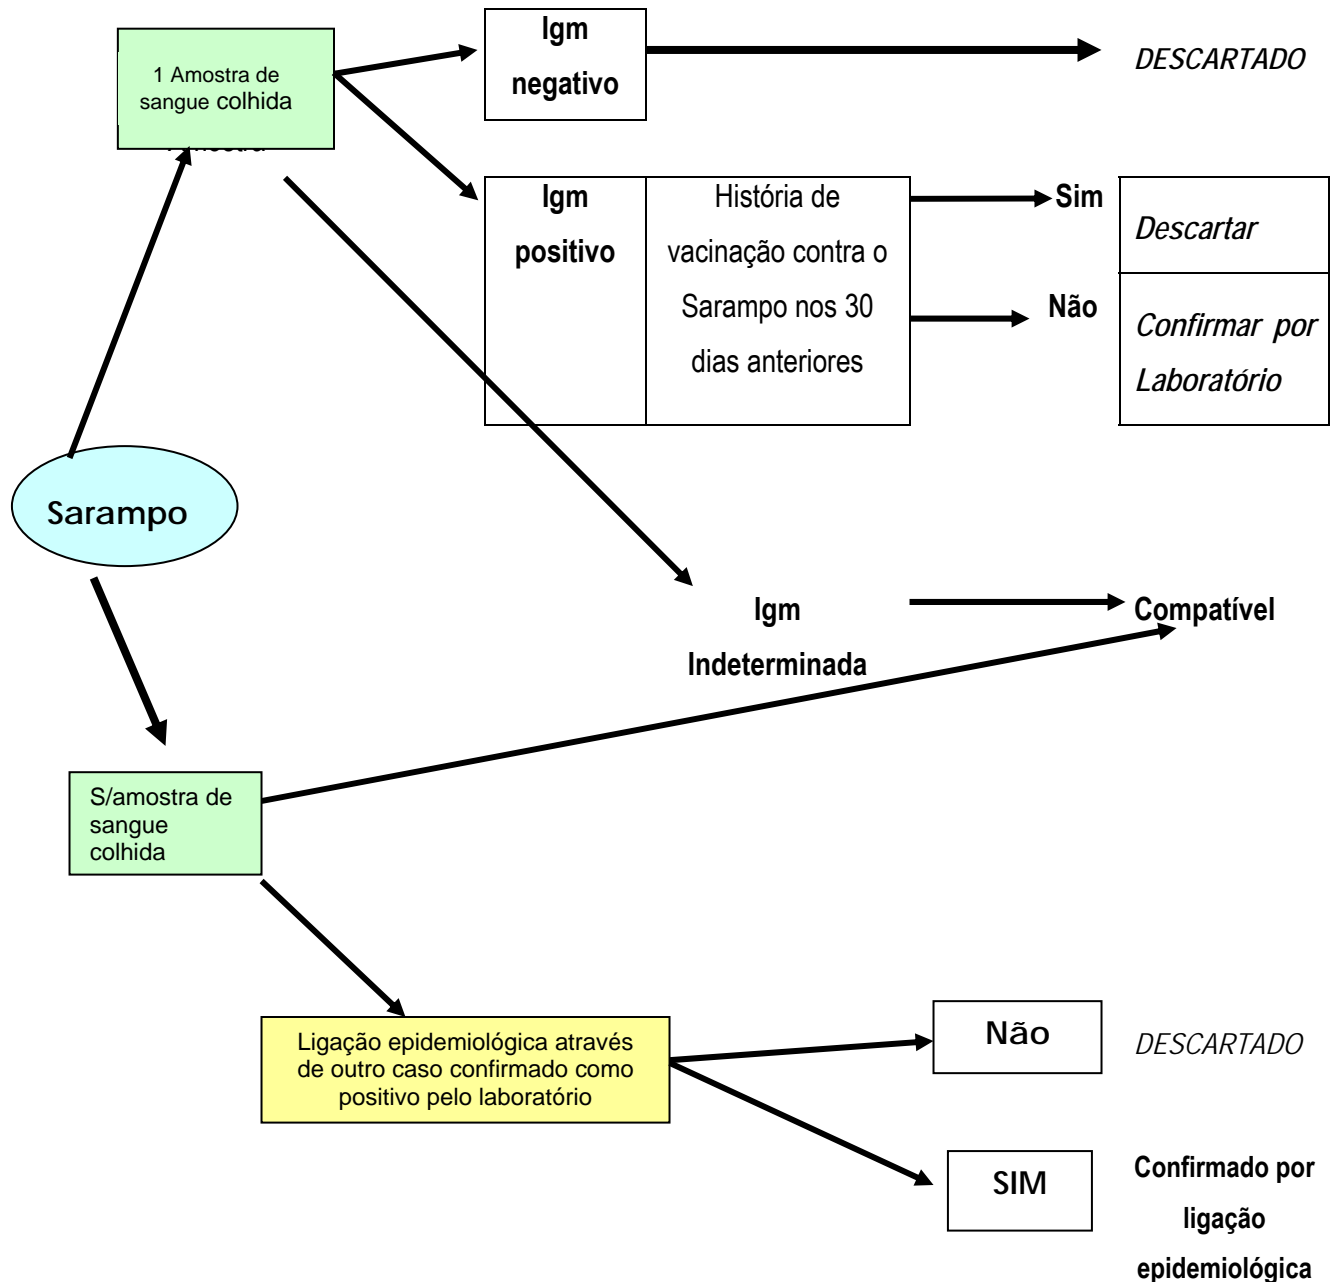 1 Amostra de
sangue colhida
Igm
negativo
DESCARTADO
Igm
positivo
História de
vacinação contra o
Sarampo nos 30
dias anteriores
Sim
Descartar
Não
Confirmar por
Laboratório
Sarampo
Igm
Indeterminada
Compatível
S/amostra de
sangue
colhida
Ligação epidemiológica através
de outro caso confirmado como
positivo pelo laboratório
Não
DESCARTADO
SIM
Confirmado por
ligação
epidemiológica